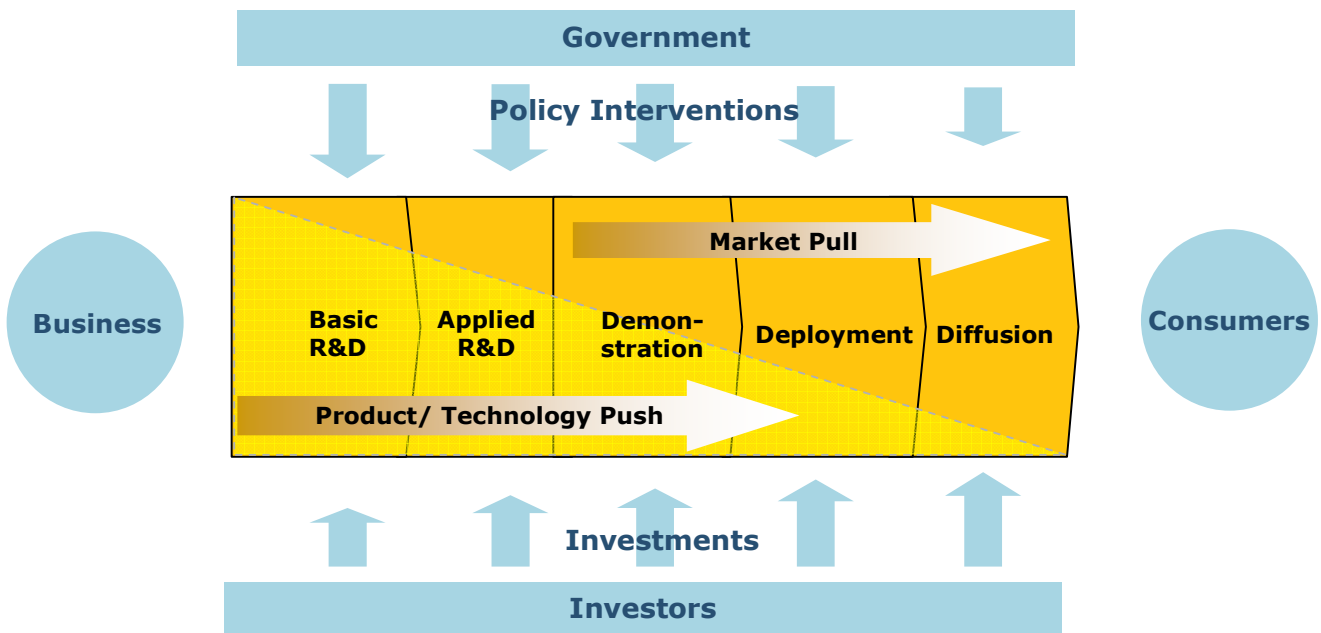 Government
Policy Interventions
Market Pull
Business
Basic
R&D
Applied
R&D
Demon-
stration
Deployment
Diffusion
Consumers
Product/ Technology Push
Investments
Investors